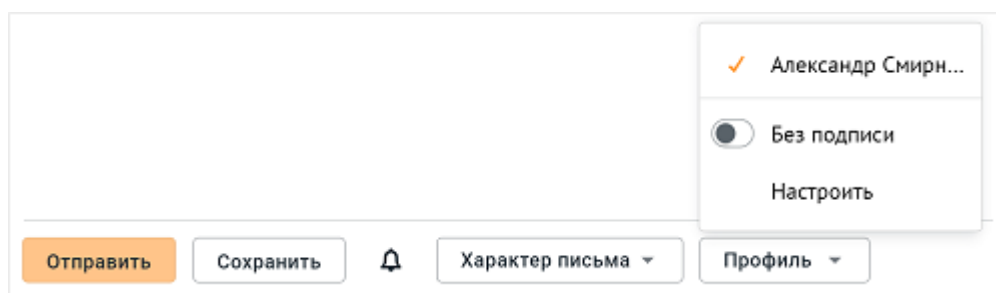 Александр Смирн...
Без подписи
Настроить
Отправить Сохранить Характер письма Профиль